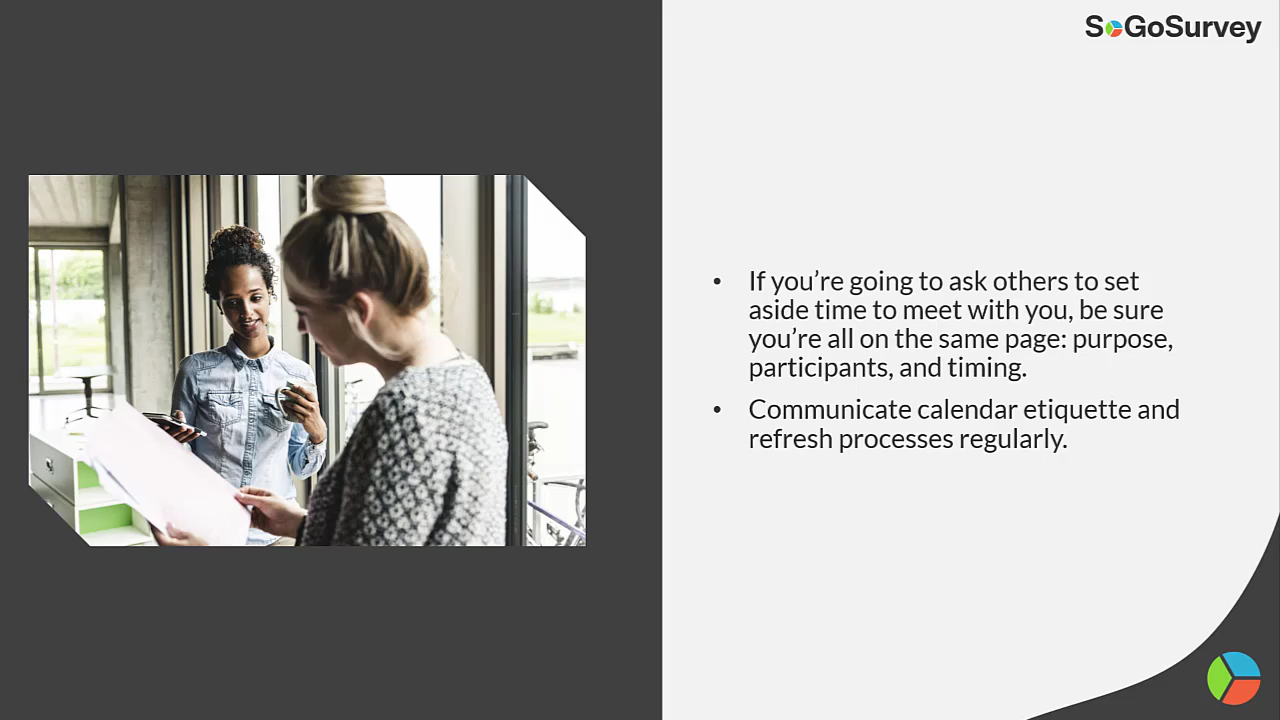 SoGoSurvey
• If you’re going to ask others to set
aside time to meet with you, be sure
you’re all on the same page: purpose,
participants, and timing.
• Communicate calendar etiquette and
refresh processes regularly.